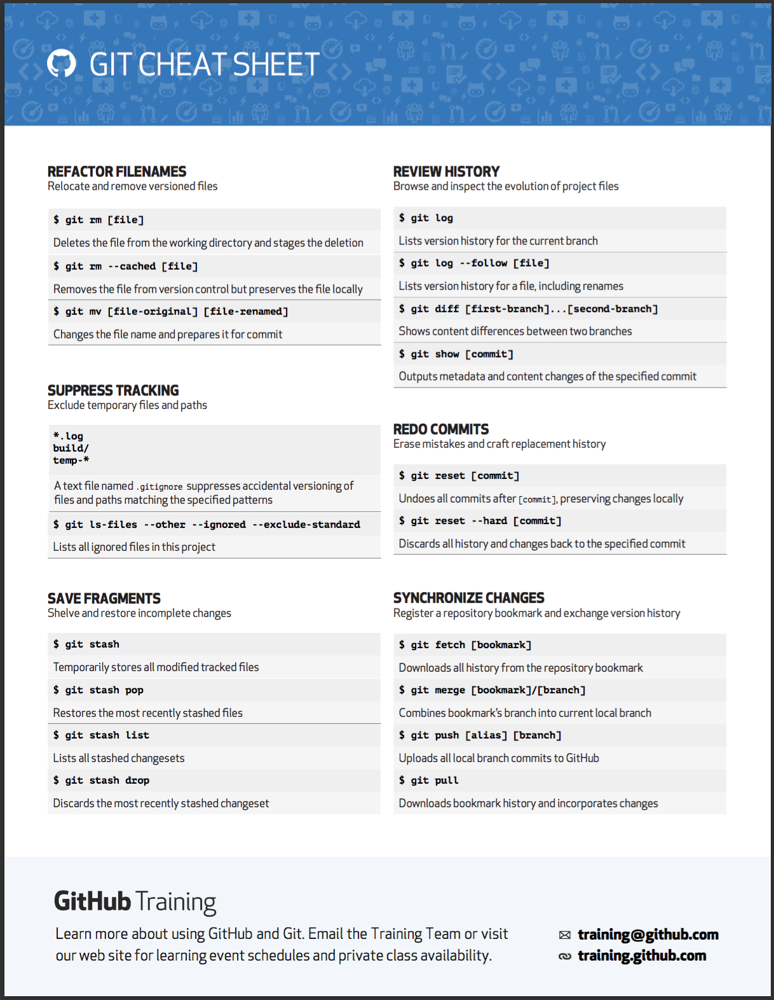 GIT CHEAT SHEET
REFACTOR FILENAMES
Relocate and remove versioned files
$ git rm [file]
Deletes the file from the working directory and stages the deletion
$ git rm --cached [file]
Removes the file from version control but preserves the file locally
$ git mv [file-original] [file-renamed]
Changes the file name and prepares it for commit
SUPPRESS TRACKING
Exclude temporary files and paths
*.log
build/
temp-*
A text file named .gitignore suppresses accidental versioning of
files and paths matching the specified patterns
$ git ls-files --other --ignored --exclude-standard
Lists all ignored files in this project
SAVE FRAGMENTS
Shelve and restore incomplete changes
$ git stash
Temporarily stores all modified tracked files
$ git stash pop
Restores the most recently stashed files
$ git stash list
Lists all stashed changesets
$ git stash drop
Discards the most recently stashed changeset
REVIEW HISTORY
Browse and inspect the evolution of project files
$ git log
Lists version history for the current branch
$ git log --follow [file]
Lists version history for a file, including renames
$ git diff [first-branch]...[second-branch]
Shows content differences between two branches
$ git show [commit]
Outputs metadata and content changes of the specified commit
REDO COMMITS
Erase mistakes and craft replacement history
$ git reset [commit]
Undoes all commits after [commit], preserving changes locally
$ git reset --hard [commit]
Discards all history and changes back to the specified commit
SYNCHRONIZE CHANGES
Register a repository bookmark and exchange version history
$ git fetch [bookmark]
Downloads all history from the repository bookmark
$ git merge [bookmark]/[branch]
Combines bookmark's branch into current local branch
$ git push [alias] [branch]
Uploads all local branch commits to GitHub
$ git pull
Downloads bookmark history and incorporates changes
GitHub Training
Learn more about using GitHub and Git. Email the Training Team or visit
our web site for learning event schedules and private class availability.
training@github.com
training.github.com